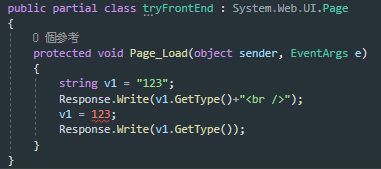 public partial class tryFrontEnd : System.Web.UI.Page
{
0 個參考
protected void Page_Load(object sender, EventArgs e)
{
string v1 = "123";
Response.Write(v1.GetType()+"<br />");
v1 = 123;
Response.Write(v1.GetType());
}
}